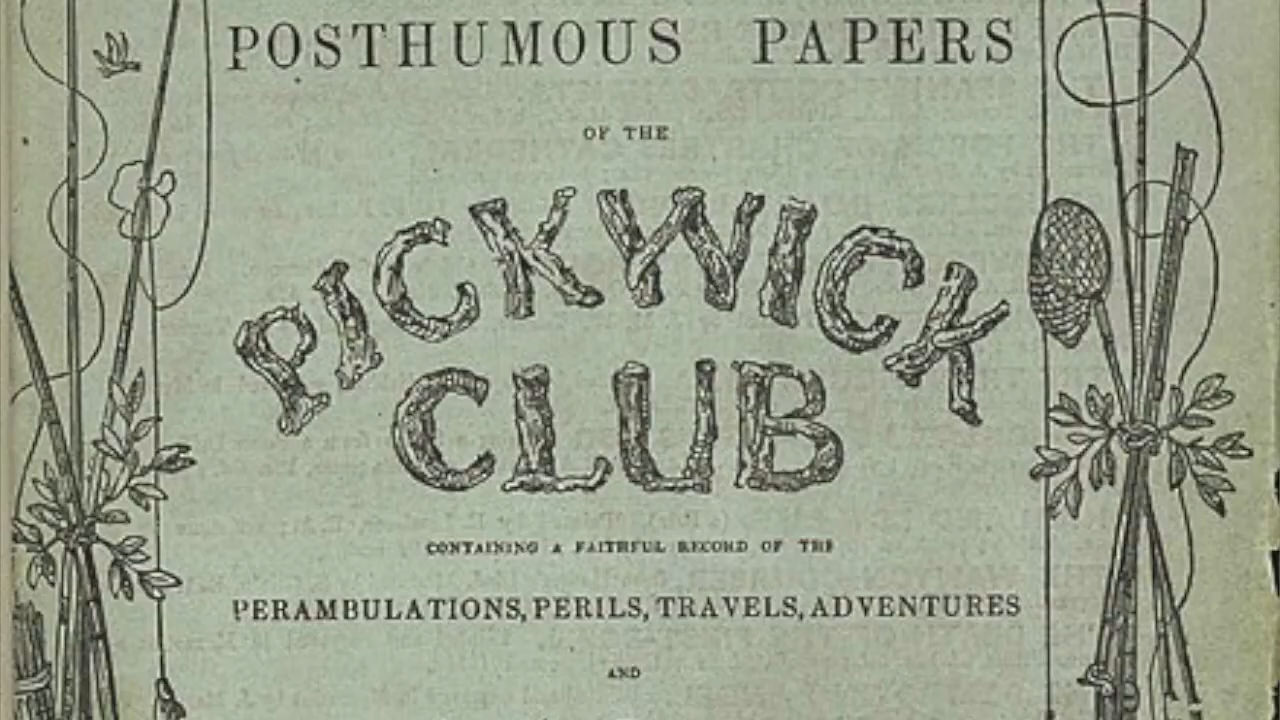 POSTHUMOUS PAPERS
OF THE
PICKWICK
CLUB
CONTAINING A FAITHFUL RECORD OF THE
PERAMBULATIONS, PERILS, TRAVELS, ADVENTURES
AND